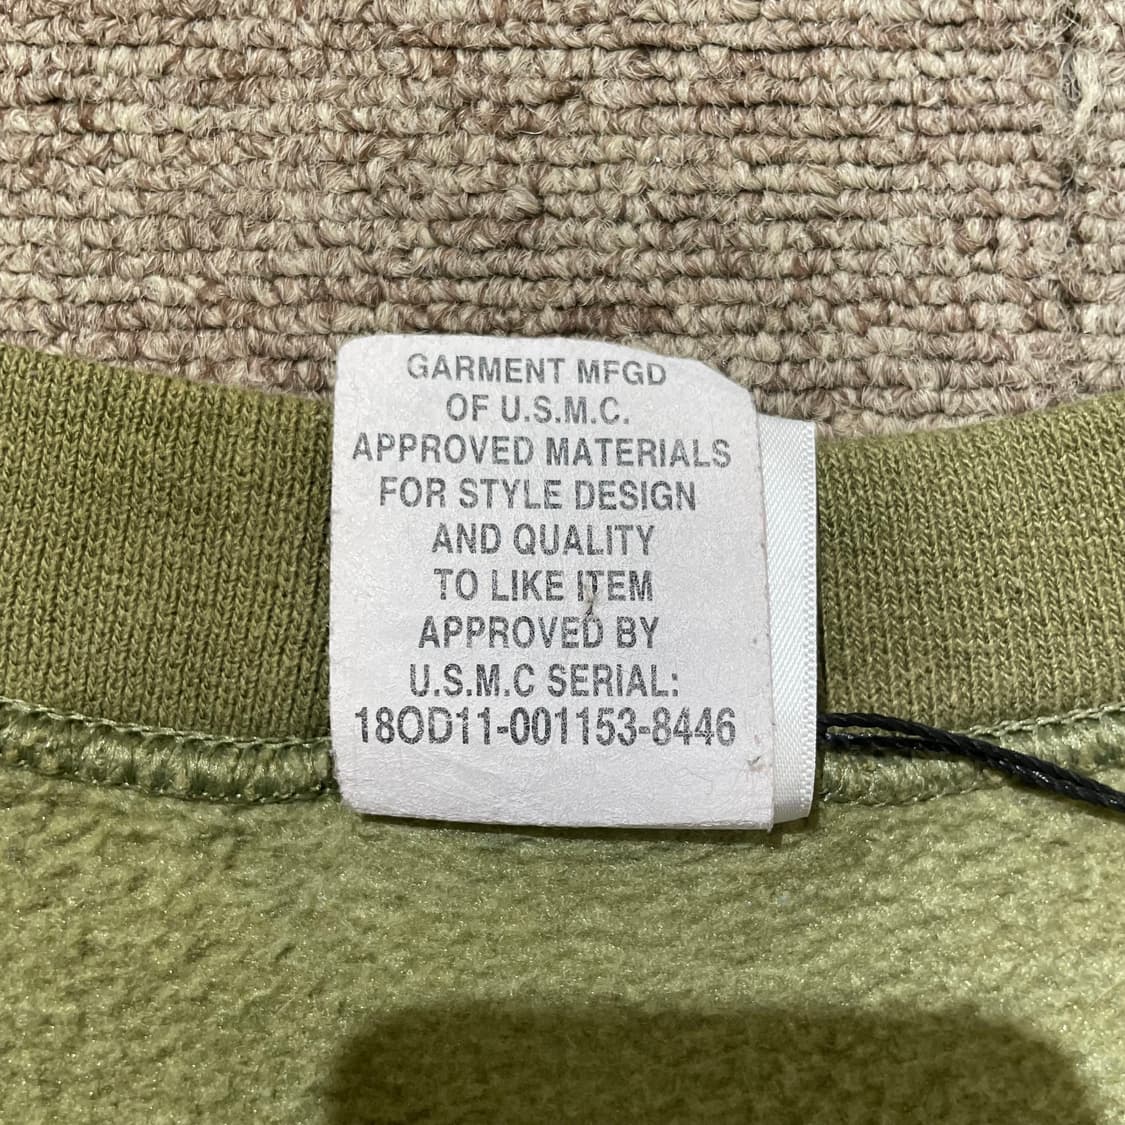 GARMENT MFGD
OF U.S.M.C.
APPROVED MATERIALS
FOR STYLE DESIGN
AND QUALITY
TO LIKE ITEM
APPROVED BY
U.S.M.C SERIAL:
18OD11-001153-8446